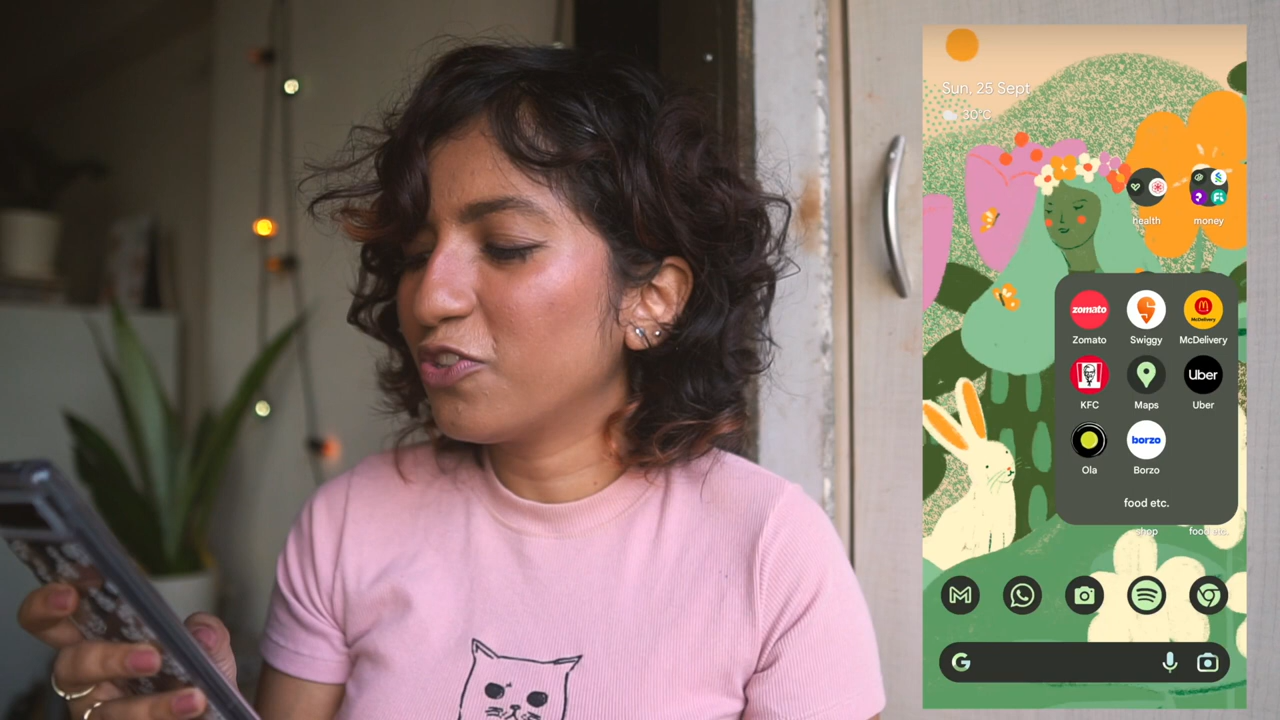 Sun, 25 Sept
30°C
health
money
zomato
McDelivery
Zomato
Swiggy
McDelivery
Uber
KFC
Maps
Uber
borzo
Ola
Borzo
food etc.
shop
food etc.